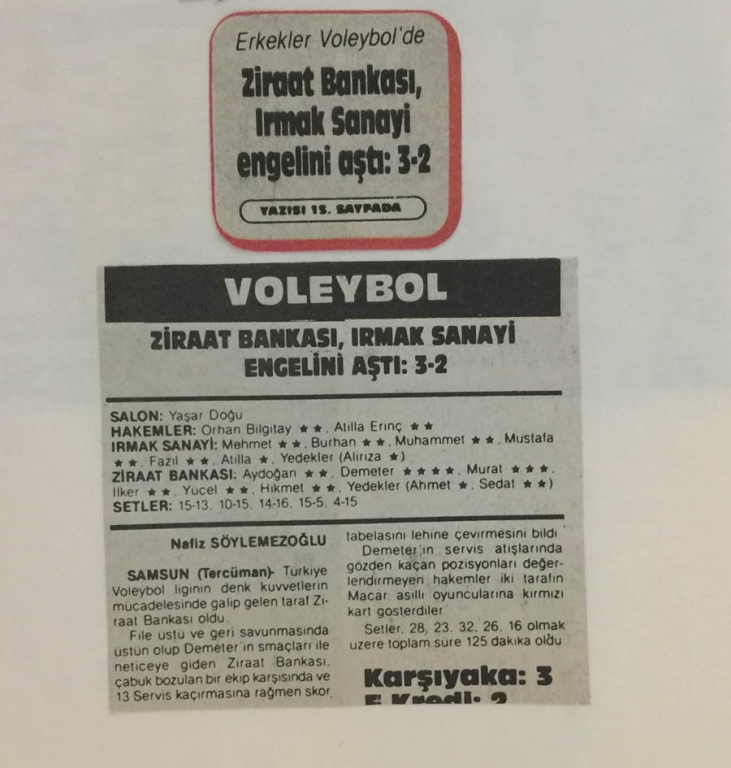 Erkekler Voleybol'de
Ziraat Bankası,
Irmak Sanayi
engelini aştı: 3-2
YAZISI 15. SAYFADA
VOLEYBOL
ZİRAAT BANKASI, IRMAK SANAYİ
ENGELİNİ AŞTI: 3-2
SALON: Yaşar Doğu
HAKEMLER: Orhan Bilgitay ★★, Atilla Erinç ★★
IRMAK SANAYİ: Mehmet ★★, Burhan ★★, Muhammet ★★, Mustafa
★★, Fazıl ★★, Atilla ★, Yedekler (Alirıza ★)
ZİRAAT BANKASI: Aydoğan ★★, Demeter ★★★★, Murat ★★★,
İlker ★★, Yucel ★★, Hikmet ★★, Yedekler (Ahmet ★, Sedat ★★)
SETLER: 15-13, 10-15, 14-16, 15-5, 4-15
Nafiz SÖYLEMEZOĞLU
SAMSUN (Tercüman)- Türkiye
Voleybol liginin denk kuvvetlerin
mücadelesinde galip gelen taraf Zi-
raat Bankası oldu.
File üstü ve geri savunmasında
üstün olup Demeter'in smaçları ile
neticeye giden Ziraat Bankası,
çabuk bozulan bir ekip karşısında ve
13 Servis kaçırmasına rağmen skor
tabelasını lehine çevirmesini bildi
Demeter'in servis atışlarında
gözden kaçan pozisyonları değer-
lendirmeyen hakemler iki tarafın
Macar asıllı oyuncularına kırmızı
kart gösterdiler
Setler, 28, 23, 32, 26, 16 olmak
üzere toplam süre 125 dakika oldu
Karşıyaka: 3
E Kredi: 2